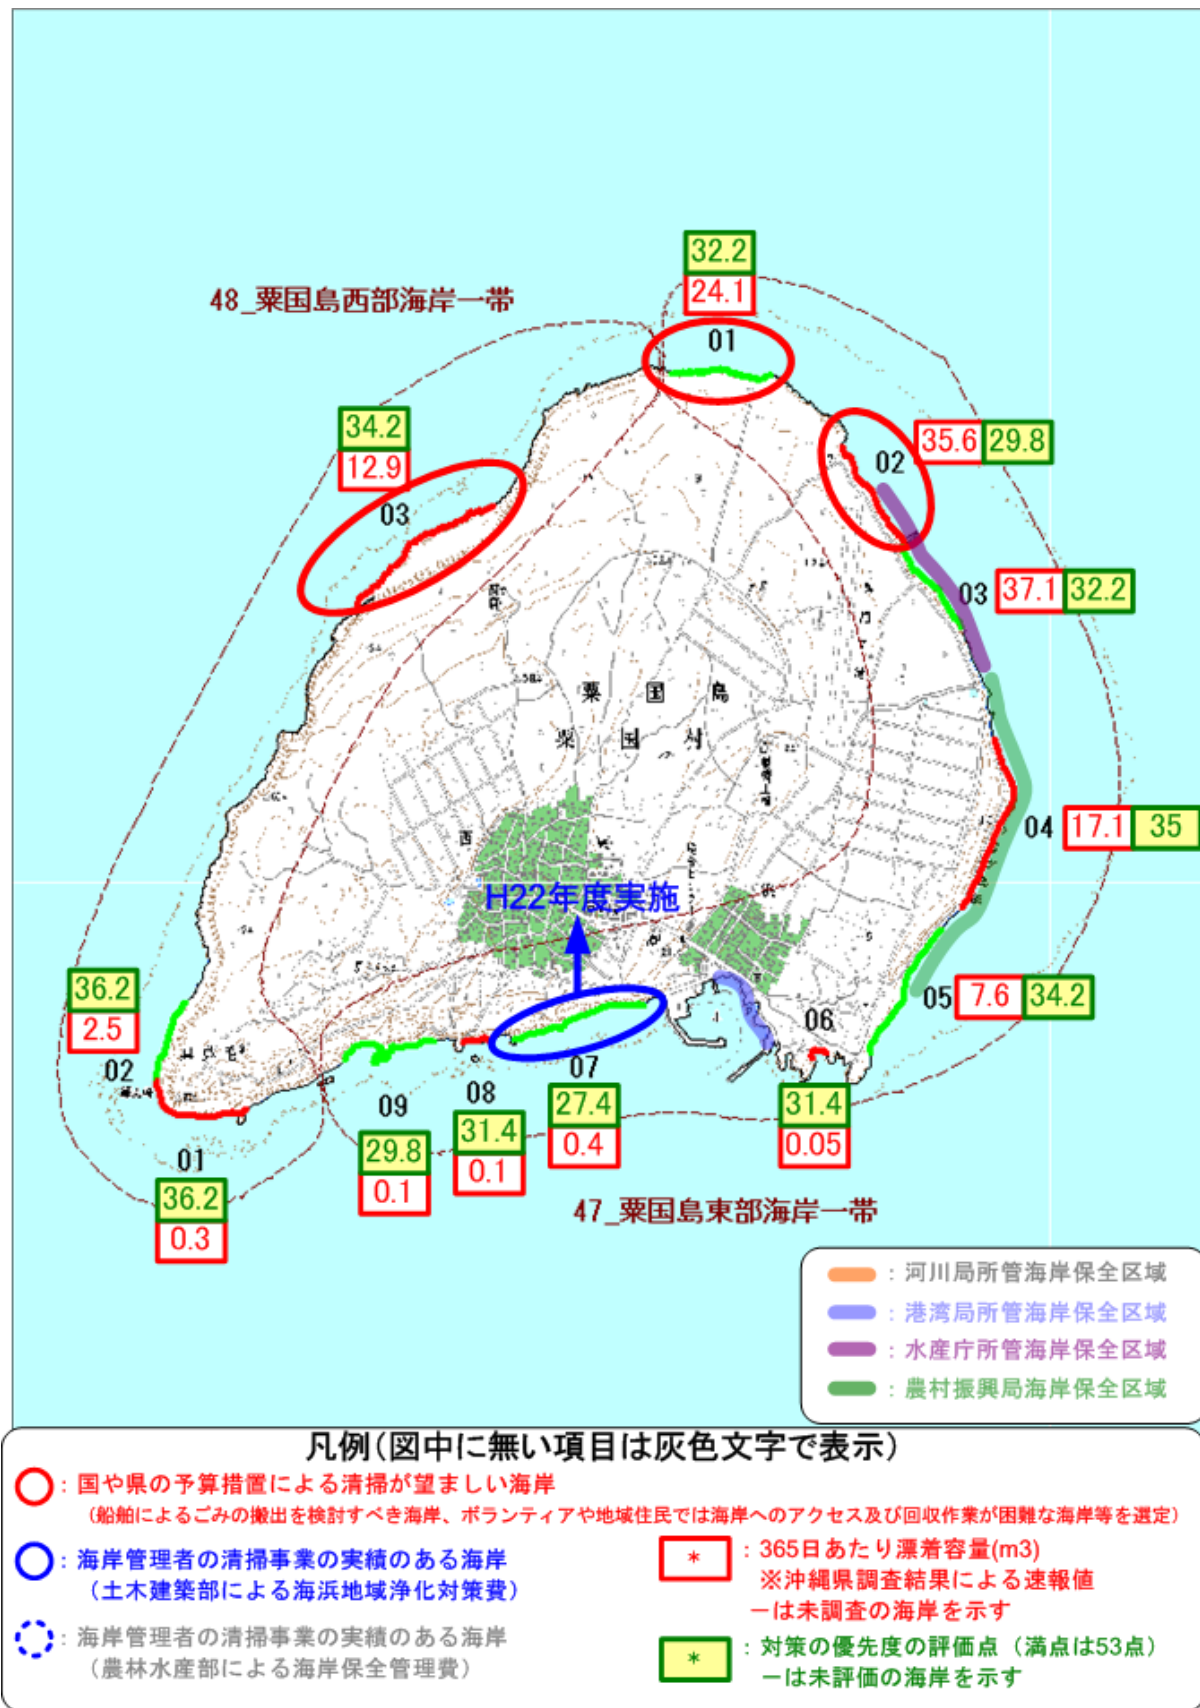 32.2
24.1
48_粟国島西部海岸一帯
01
34.2
12.9
03
02
35.6 29.8
03
37.1 32.2
粟国島
粟国村
04
17.1 35
西
H22年度実施
浜
36.2
2.5
02
05
7.6 34.2
06
07
08
09
27.4
0.4
31.4
0.05
31.4
0.1
29.8
0.1
01
36.2
0.3
47_粟国島東部海岸一帯
:河川局所管海岸保全区域
:港湾局所管海岸保全区域
:水産庁所管海岸保全区域
:農村振興局海岸保全区域
凡例(図中に無い項目は灰色文字で表示)
:国や県の予算措置による清掃が望ましい海岸
(船舶によるごみの搬出を検討すべき海岸、ボランティアや地域住民では海岸へのアクセス及び回収作業が困難な海岸等を選定)
:海岸管理者の清掃事業の実績のある海岸
(土木建築部による海浜地域浄化対策費)
:海岸管理者の清掃事業の実績のある海岸
(農林水産部による海岸保全管理費)
* :365日あたり漂着容量(m3)
※沖縄県調査結果による速報値
-は未調査の海岸を示す
* :対策の優先度の評価点(満点は53点)
-は未評価の海岸を示す